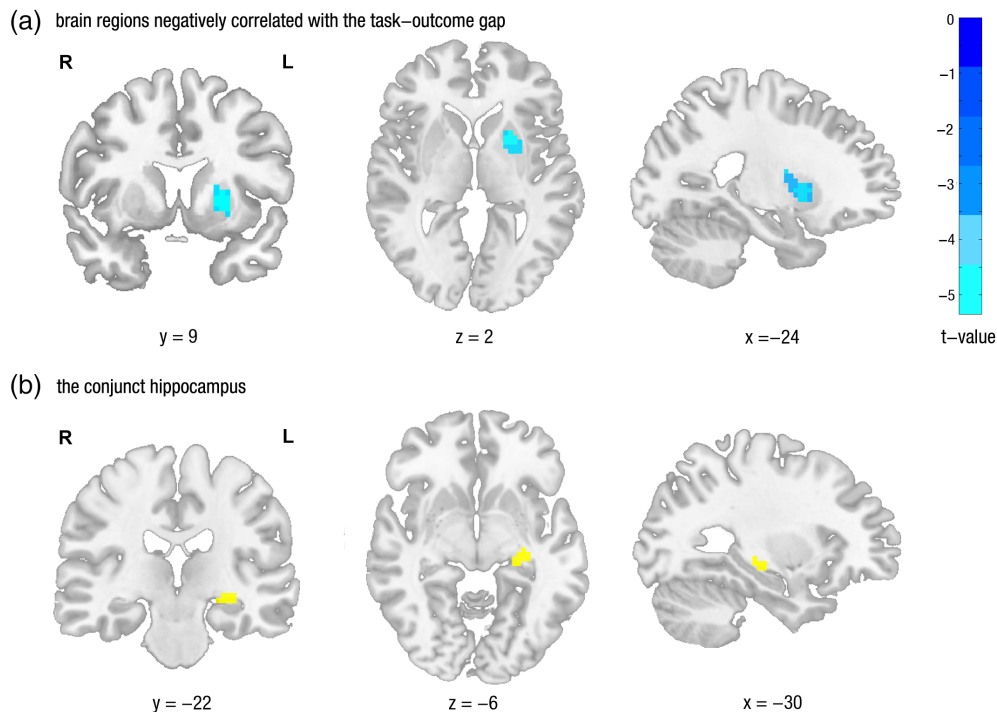 (a) brain regions negatively correlated with the task−outcome gap
R L
y = 9
z = 2
x =−24
0
−1
−2
−3
−4
−5
t−value
(b) the conjunct hippocampus
R L
y = −22
z = −6
x = −30